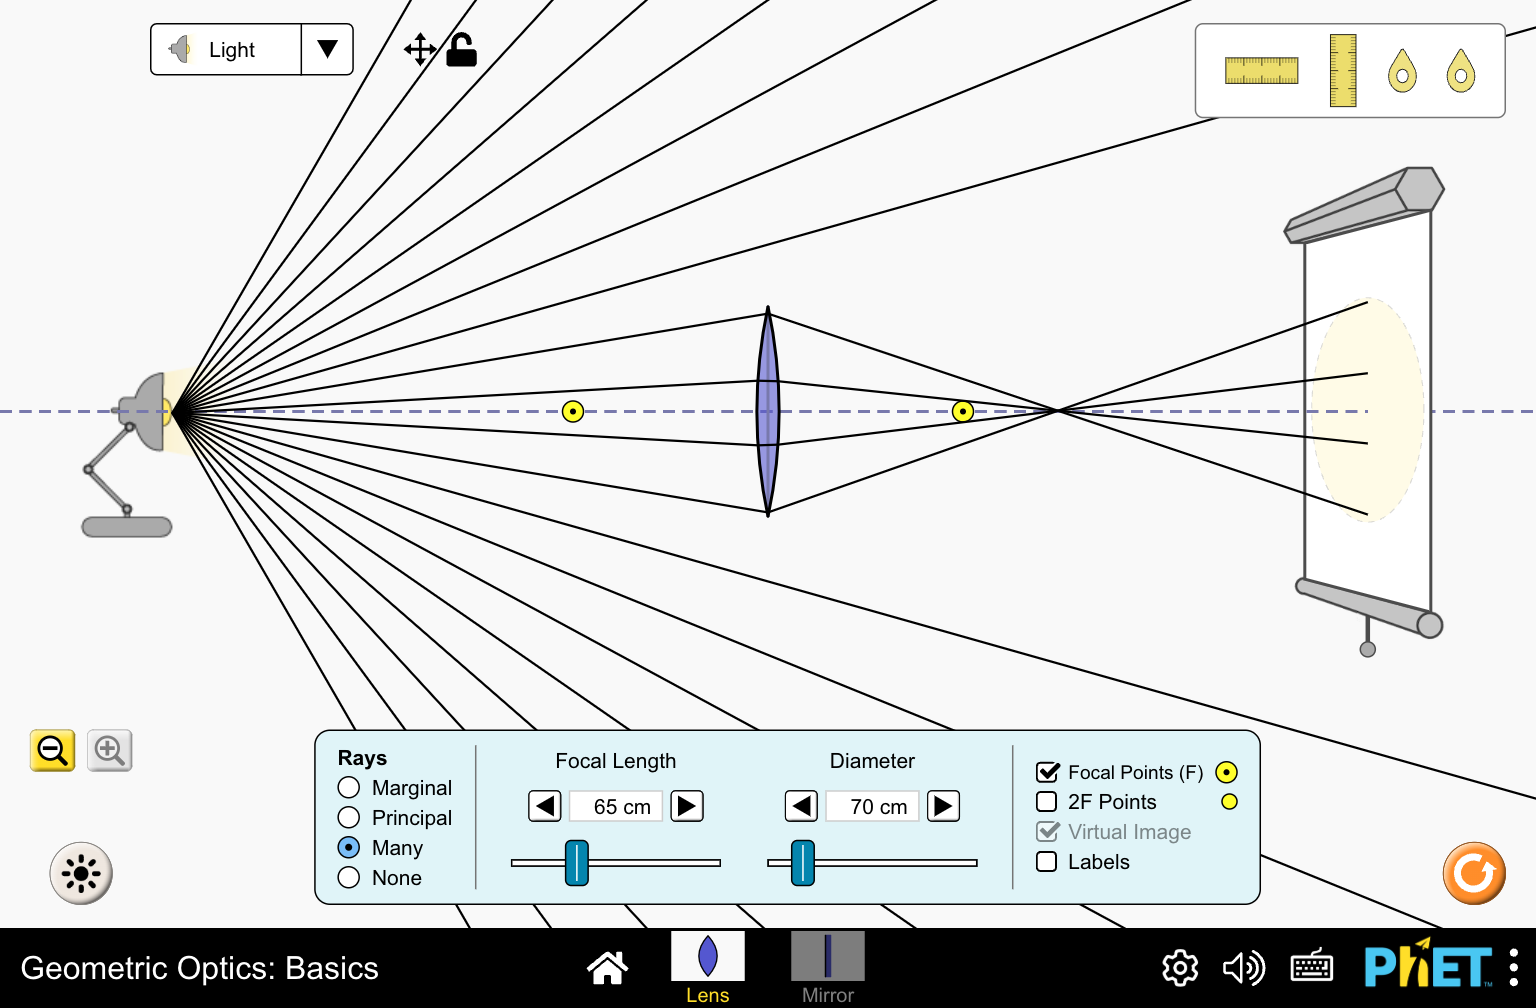 Light
Rays
Marginal
Principal
Many
None
Focal Length
65 cm
Diameter
70 cm
Focal Points (F)
2F Points
Virtual Image
Labels
Geometric Optics: Basics
Lens
Mirror
PhET™